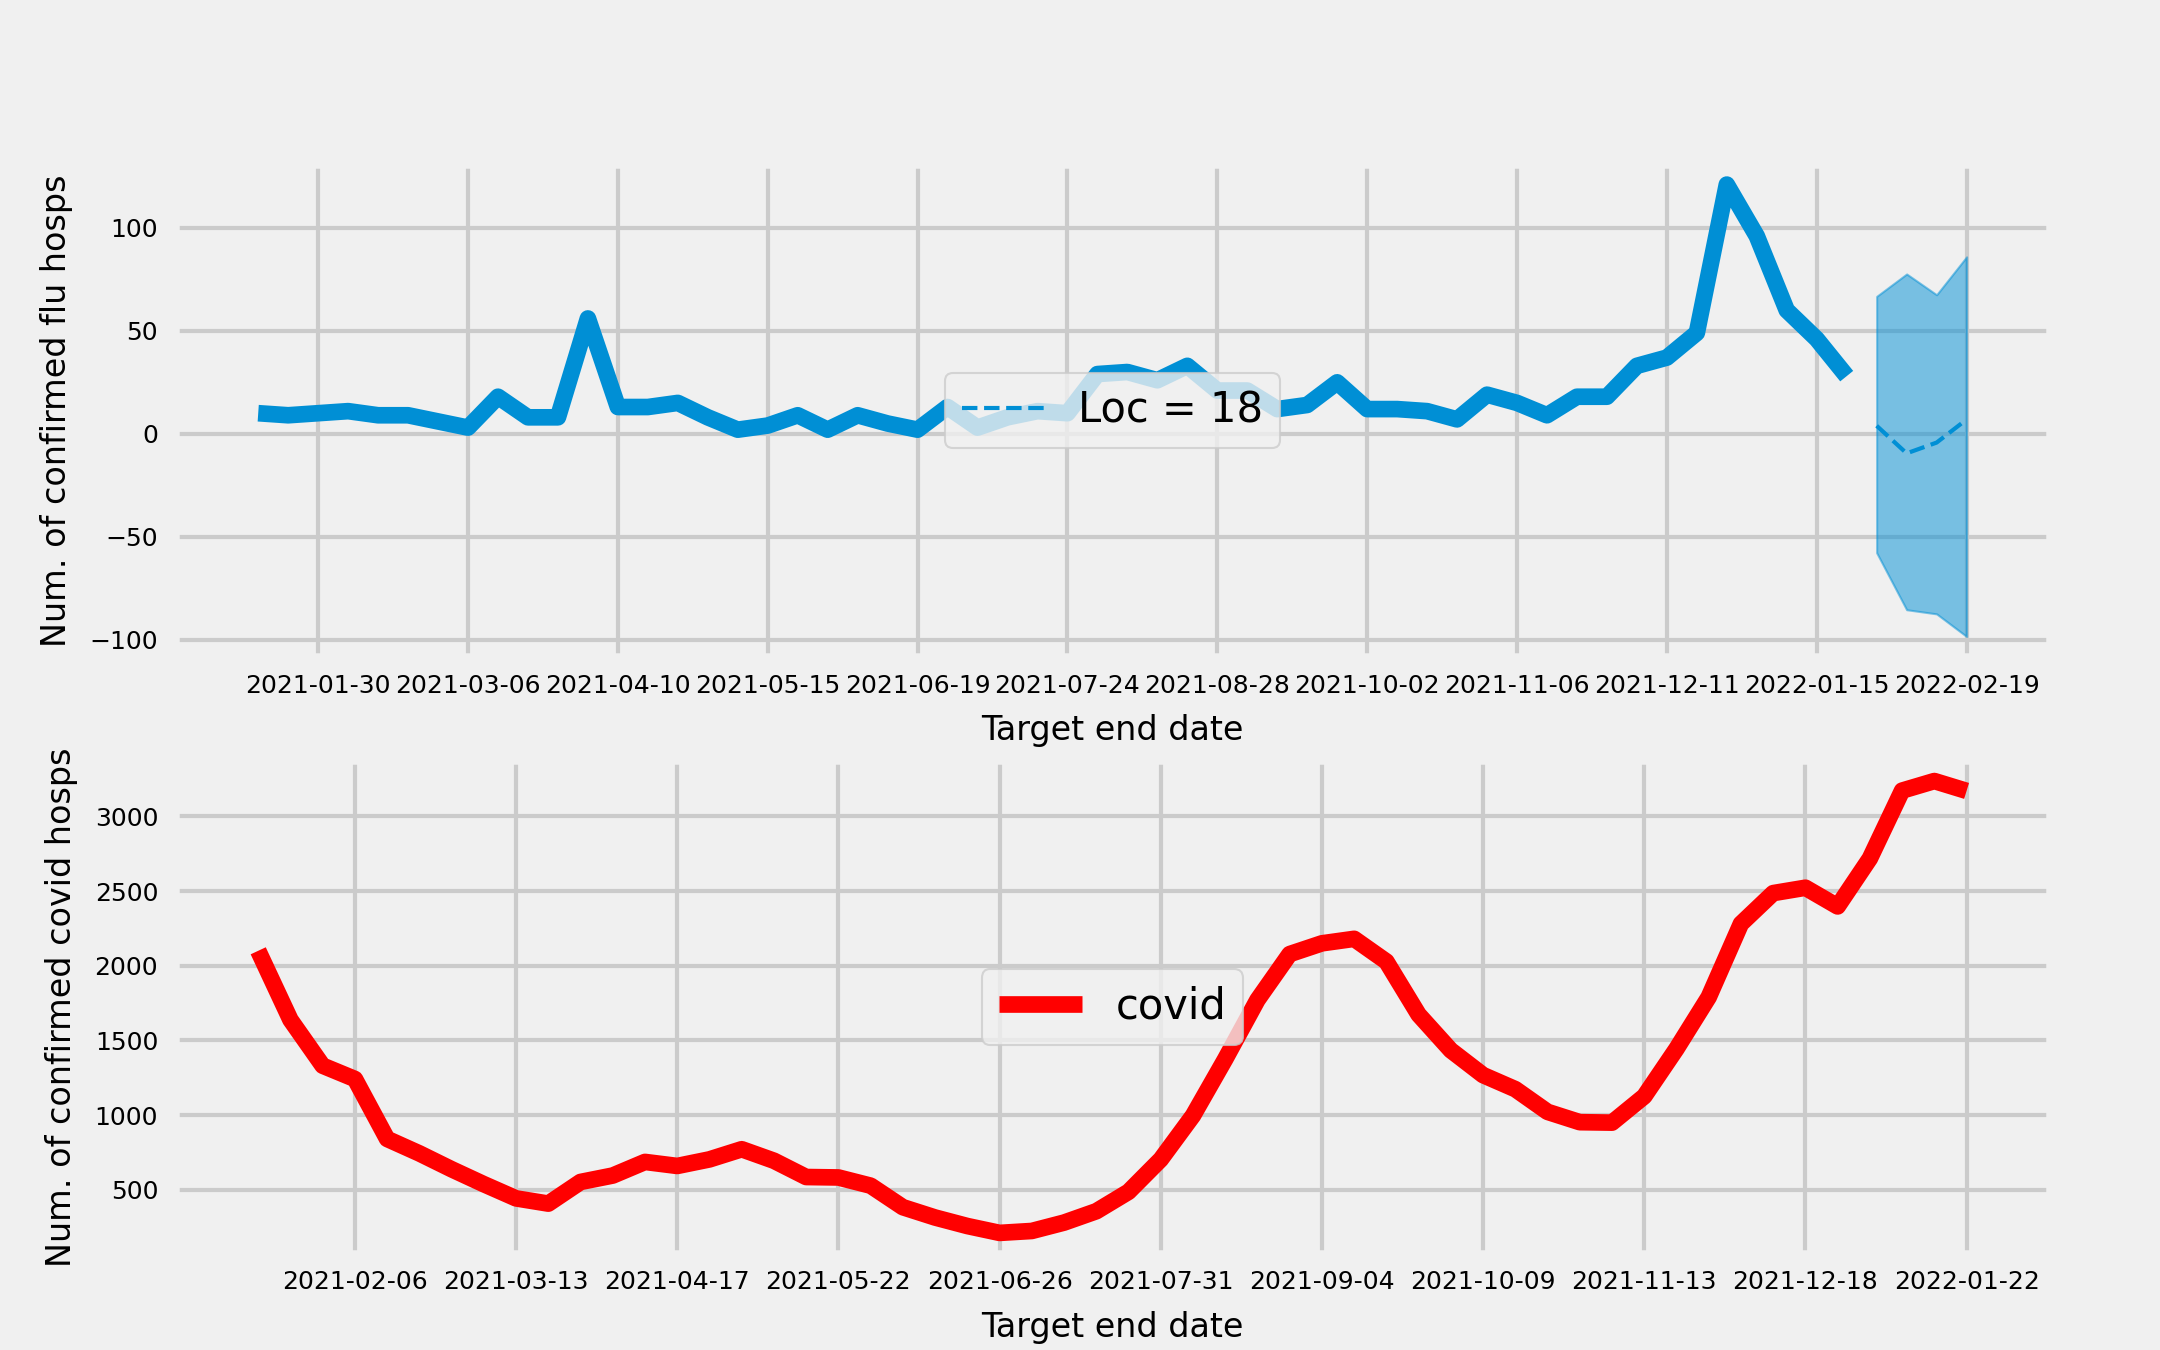 Num. of confirmed flu hosps
100
50
0
−50
−100
Loc = 18
2021-01-30 2021-03-06 2021-04-10 2021-05-15 2021-06-19 2021-07-24 2021-08-28 2021-10-02 2021-11-06 2021-12-11 2022-01-15 2022-02-19
Target end date
Num. of confirmed covid hosps
3000
2500
2000
1500
1000
500
covid
2021-02-06 2021-03-13 2021-04-17 2021-05-22 2021-06-26 2021-07-31 2021-09-04 2021-10-09 2021-11-13 2021-12-18 2022-01-22
Target end date